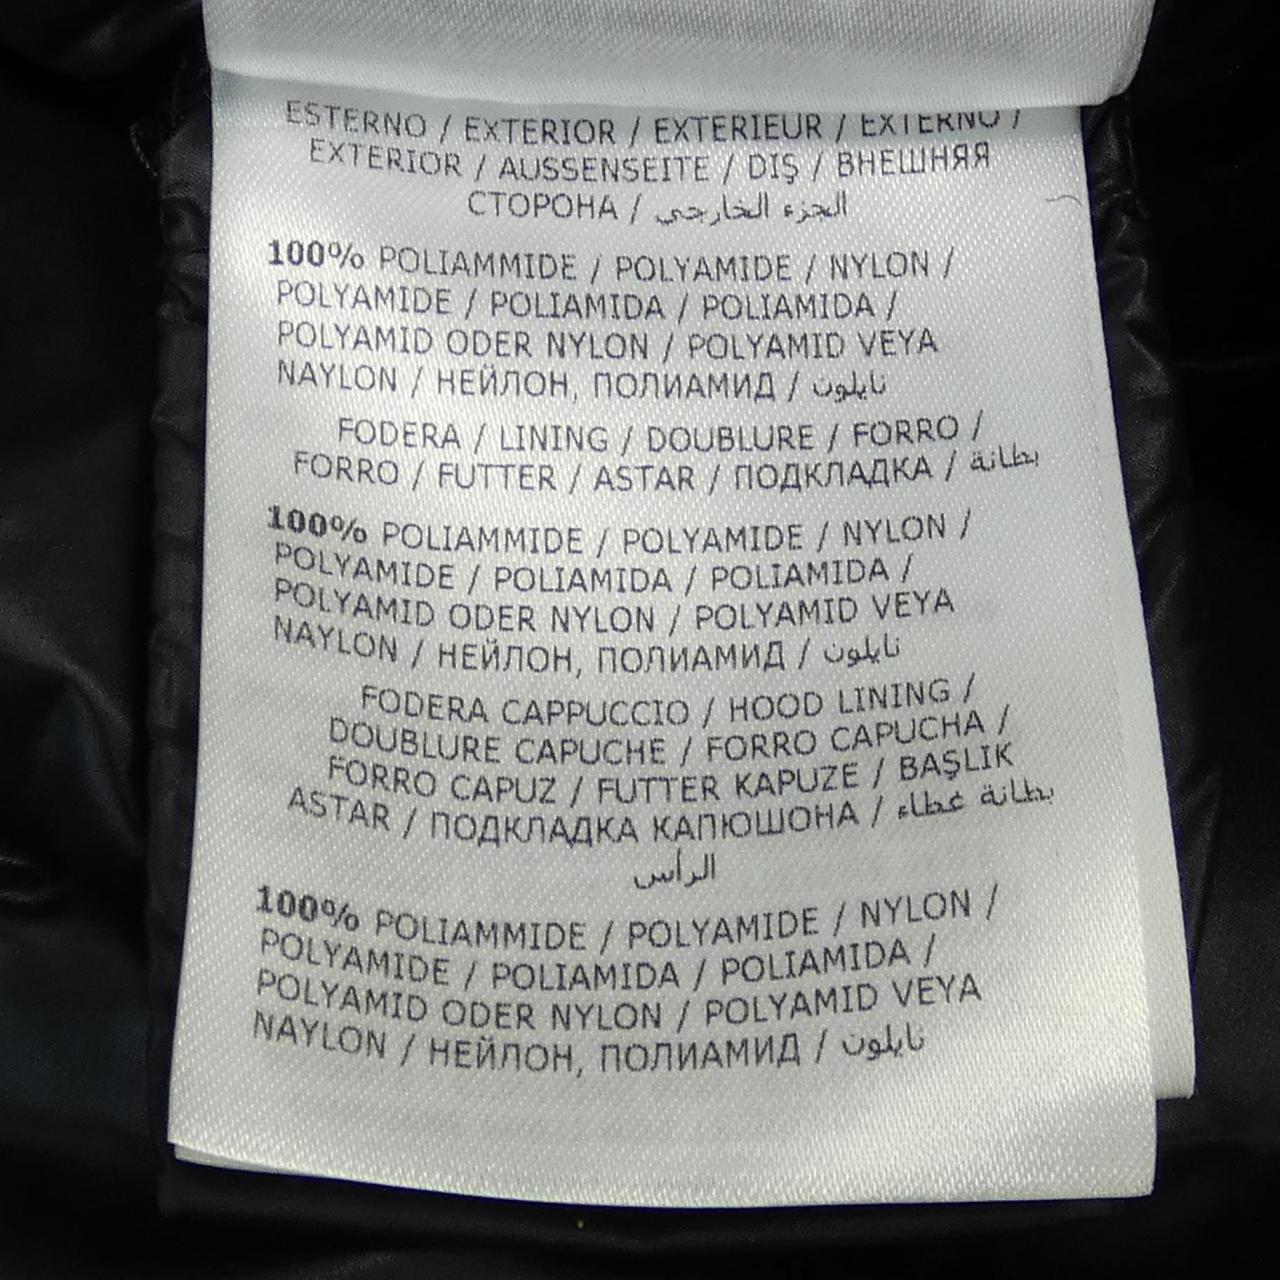 ESTERNO / EXTERIOR / EXTERIEUR / EXTERNO /
EXTERIOR / AUSSENSEITE / DIŞ / ВНЕШНЯЯ
СТОРОНА / الجزء الخارجي
100% POLIAMMIDE / POLYAMIDE / NYLON /
POLYAMIDE / POLIAMIDA / POLIAMIDA /
POLYAMID ODER NYLON / POLYAMID VEYA
NAYLON / НЕЙЛОН, ПОЛИАМИД / نايلون
FODERA / LINING / DOUBLURE / FORRO /
FORRO / FUTTER / ASTAR / ПОДКЛАДКА / بطانة
100% POLIAMMIDE / POLYAMIDE / NYLON /
POLYAMIDE / POLIAMIDA / POLIAMIDA /
POLYAMID ODER NYLON / POLYAMID VEYA
NAYLON / НЕЙЛОН, ПОЛИАМИД / نايلون
FODERA CAPPUCCIO / HOOD LINING /
DOUBLURE CAPUCHE / FORRO CAPUCHA /
FORRO CAPUZ / FUTTER KAPUZE / BAŞLIK
ASTAR / ПОДКЛАДКА КАПЮШОНА / بطانة غطاء
الرأس
100% POLIAMMIDE / POLYAMIDE / NYLON /
POLYAMIDE / POLIAMIDA / POLIAMIDA /
POLYAMID ODER NYLON / POLYAMID VEYA
NAYLON / НЕЙЛОН, ПОЛИАМИД / نايلون